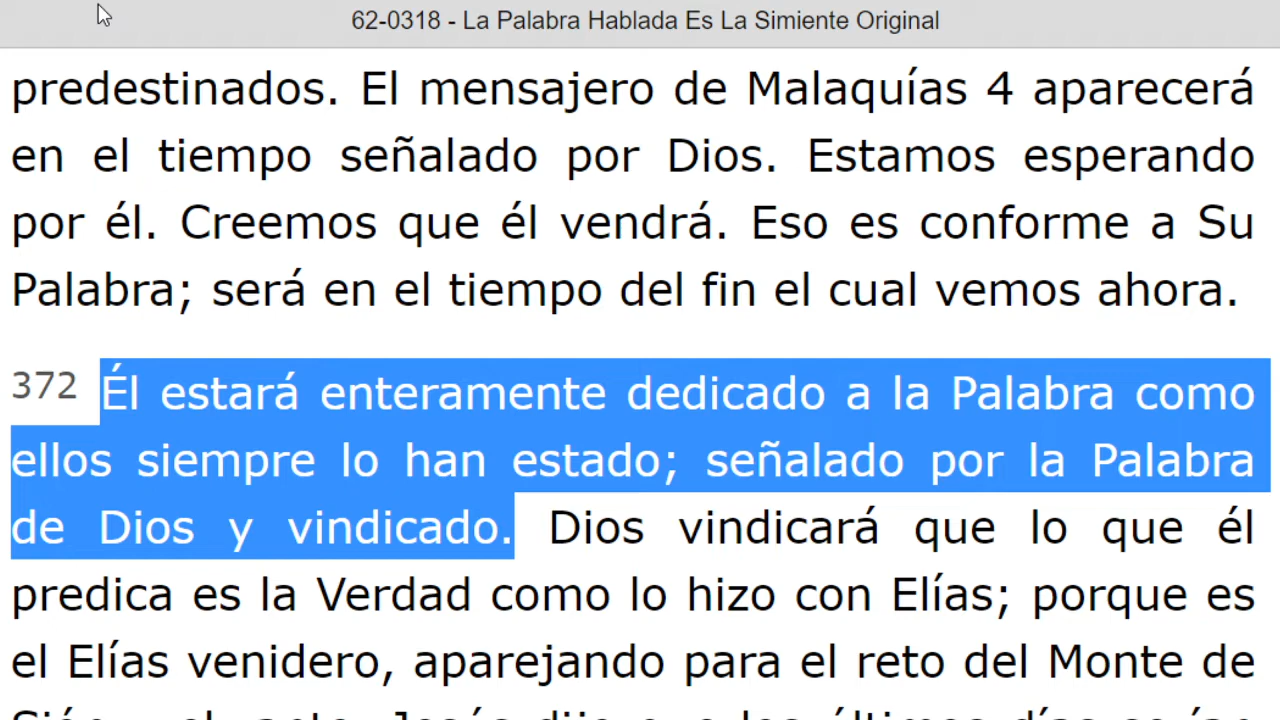 62-0318 - La Palabra Hablada Es La Simiente Original
predestinados. El mensajero de Malaquías 4 aparecerá
en el tiempo señalado por Dios. Estamos esperando
por él. Creemos que él vendrá. Eso es conforme a Su
Palabra; será en el tiempo del fin el cual vemos ahora.
372 Él estará enteramente dedicado a la Palabra como
ellos siempre lo han estado; señalado por la Palabra
de Dios y vindicado. Dios vindicará que lo que él
predica es la Verdad como lo hizo con Elías; porque es
el Elías venidero, aparejando para el reto del Monte de